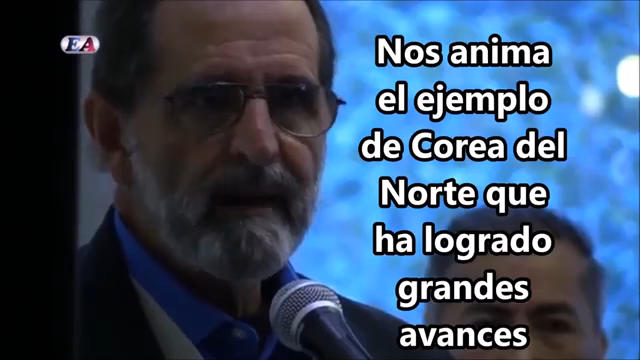 EA
Nos anima
el ejemplo
de Corea del
Norte que
ha logrado
grandes
avances